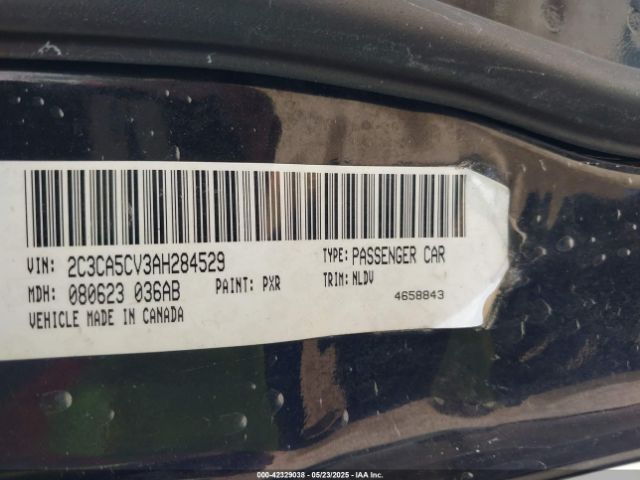 VIN: 2C3CA5CV3AH284529 TYPE: PASSENGER CAR
MDH: 080623 036AB PAINT: PXR TRIM: NLDV
VEHICLE MADE IN CANADA 4658843
000-42329038 - 05/23/2025 - IAA Inc.